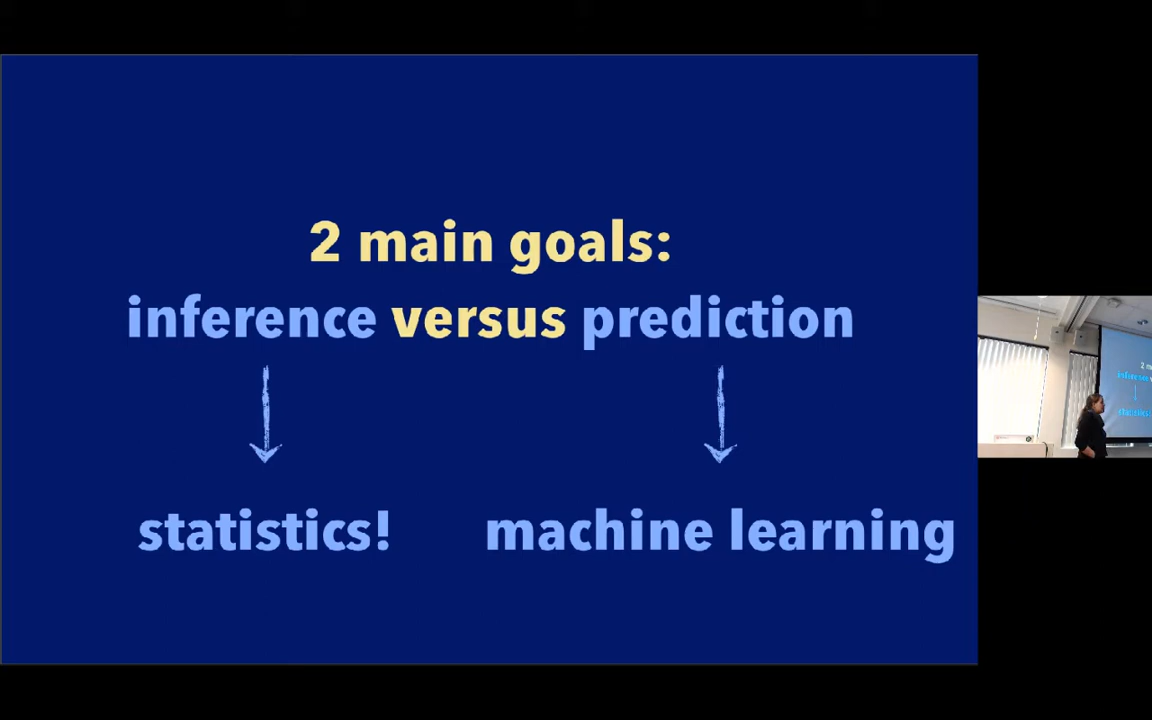 2 main goals:
inference versus prediction
statistics! machine learning